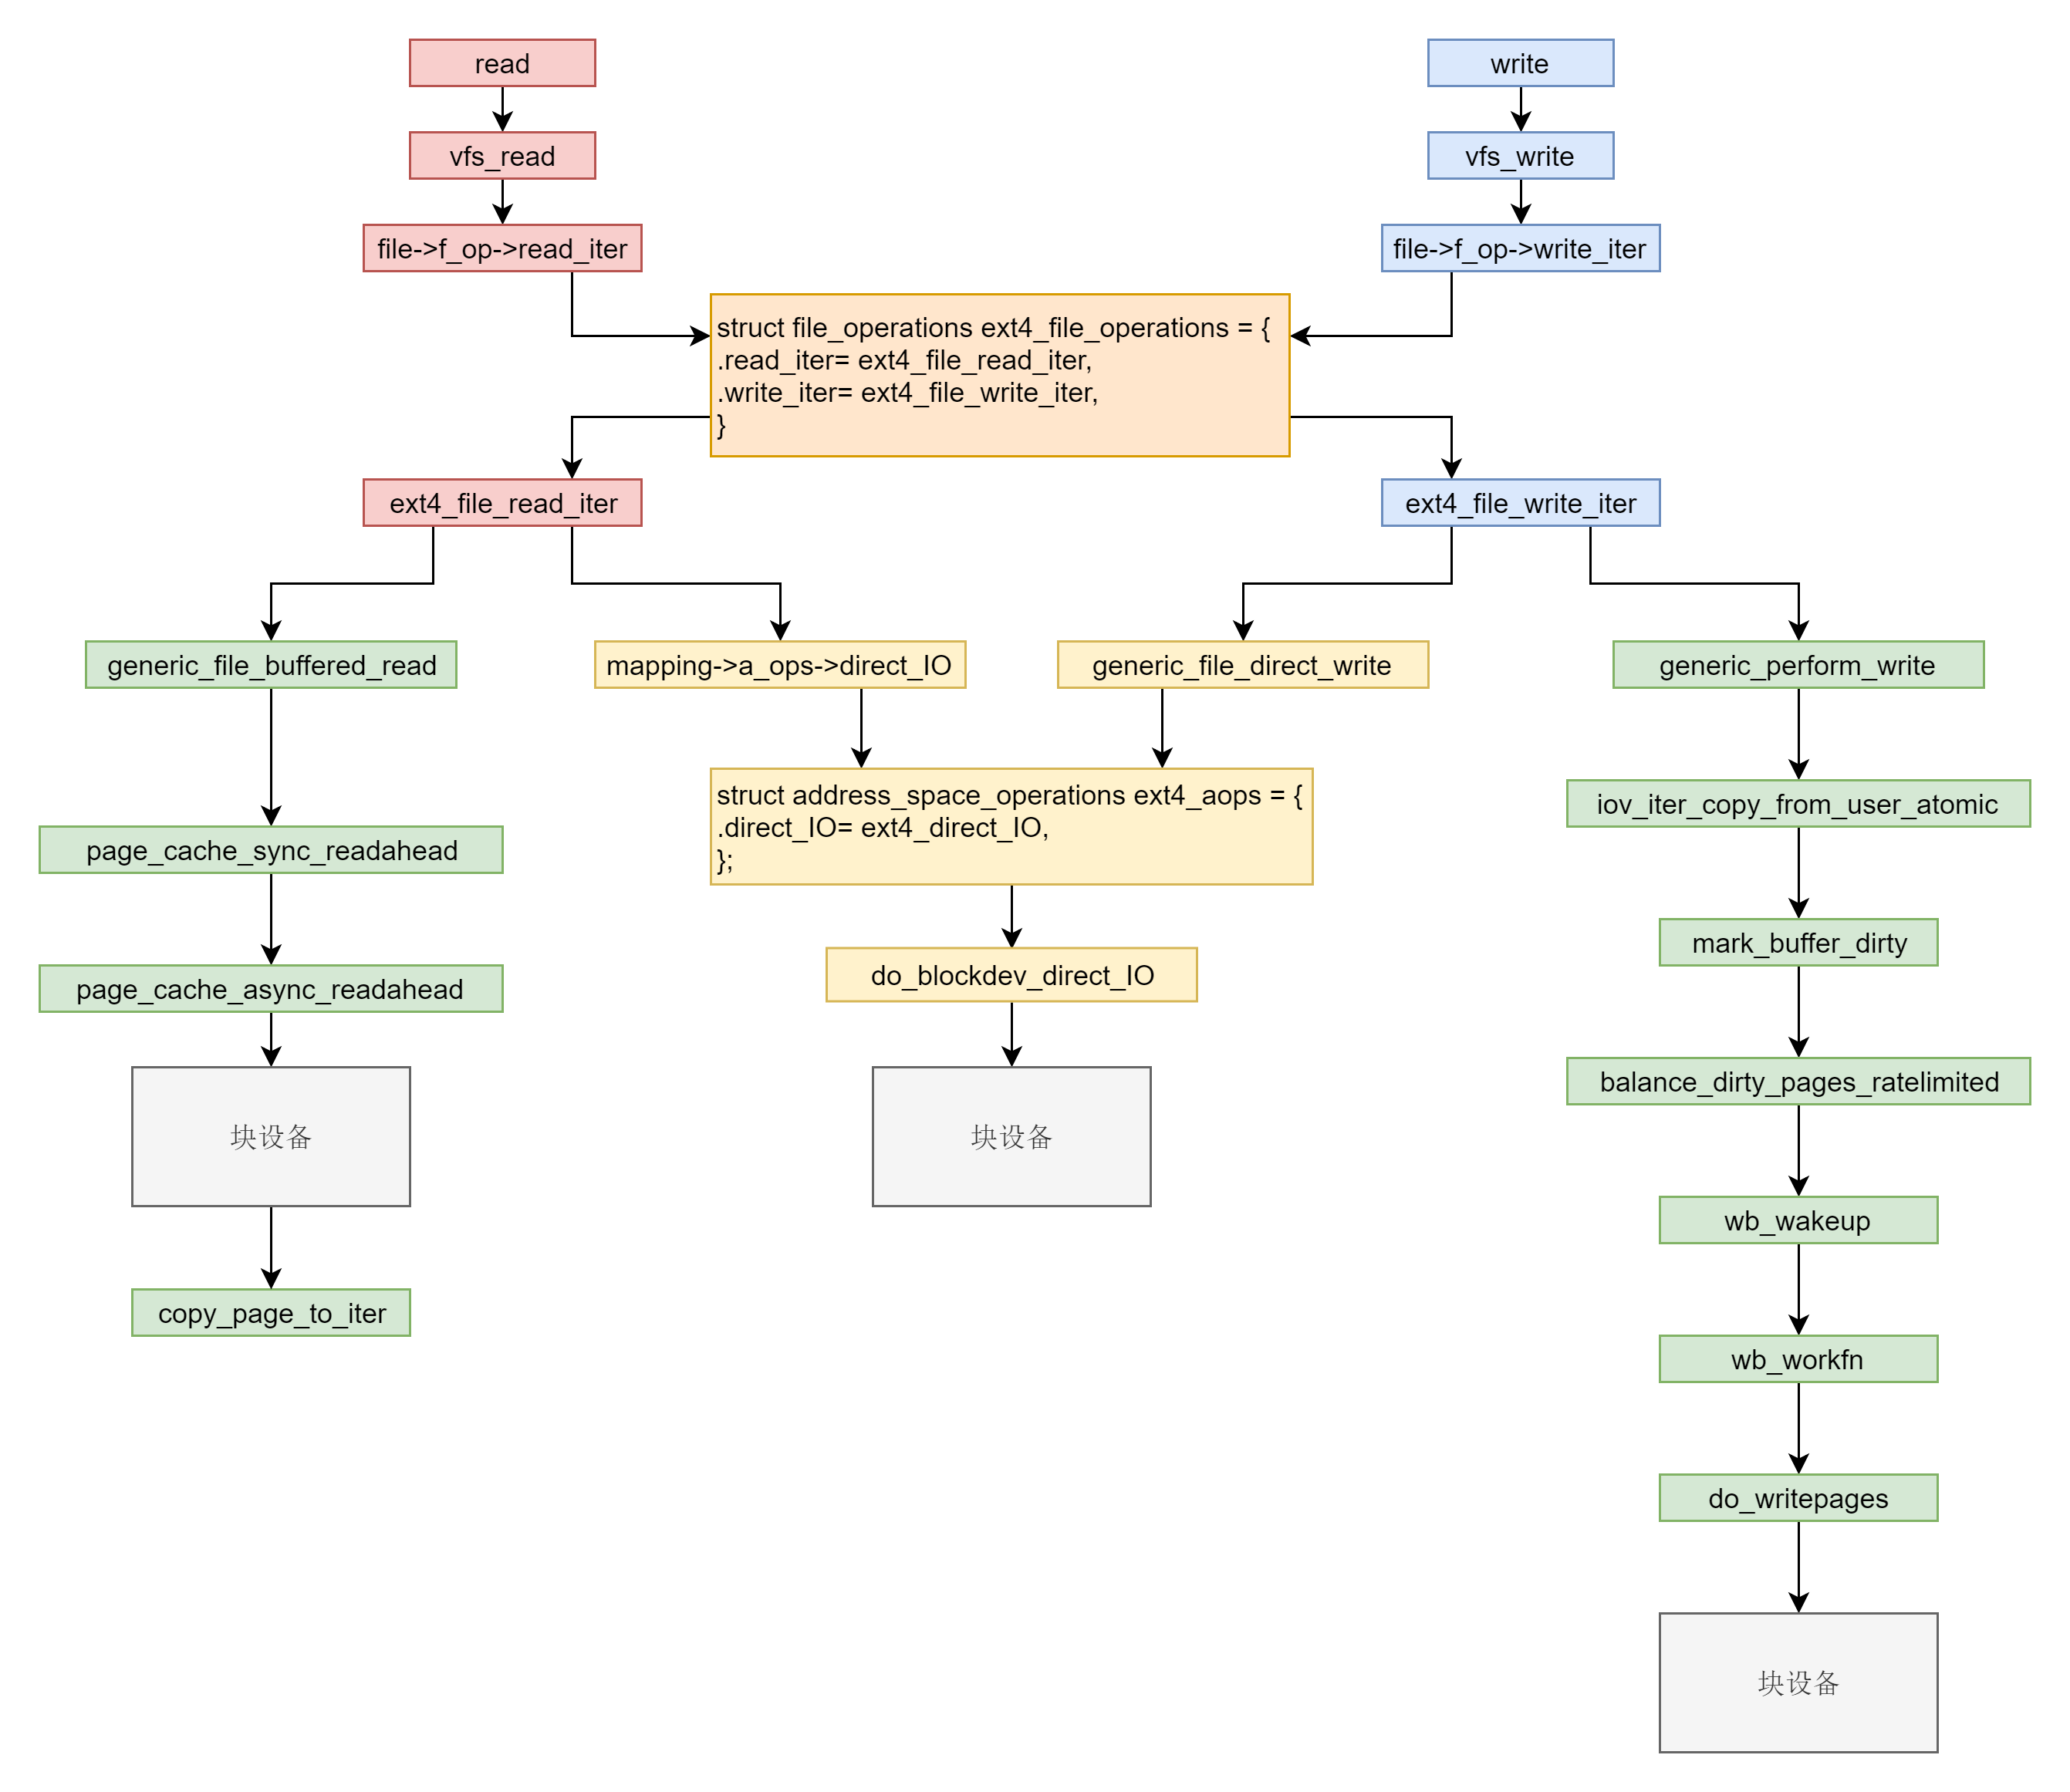 read
write
vfs_read
vfs_write
file->f_op->read_iter
file->f_op->write_iter
struct file_operations ext4_file_operations = {
.read_iter= ext4_file_read_iter,
.write_iter= ext4_file_write_iter,
}
ext4_file_read_iter
ext4_file_write_iter
generic_file_buffered_read
mapping->a_ops->direct_IO
generic_file_direct_write
generic_perform_write
struct address_space_operations ext4_aops = {
.direct_IO= ext4_direct_IO,
};
iov_iter_copy_from_user_atomic
page_cache_sync_readahead
mark_buffer_dirty
do_blockdev_direct_IO
page_cache_async_readahead
balance_dirty_pages_ratelimited
块设备
块设备
wb_wakeup
copy_page_to_iter
wb_workfn
do_writepages
块设备